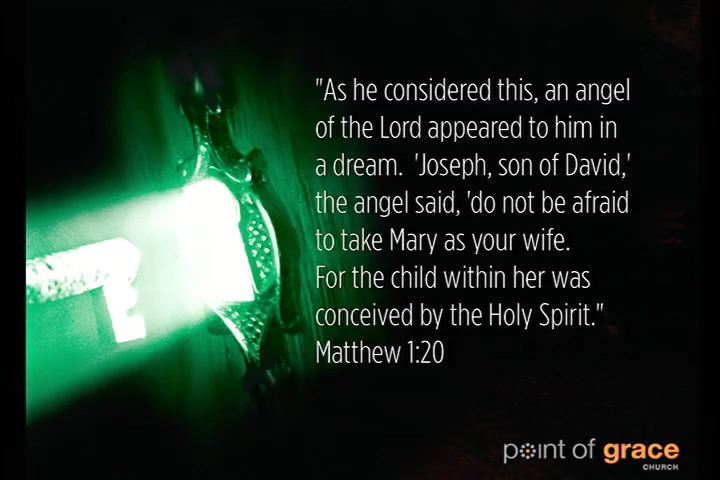 "As he considered this, an angel
of the Lord appeared to him in
a dream.  'Joseph, son of David,'
the angel said, 'do not be afraid
to take Mary as your wife.
For the child within her was
conceived by the Holy Spirit."
Matthew 1:20
point of grace
CHURCH